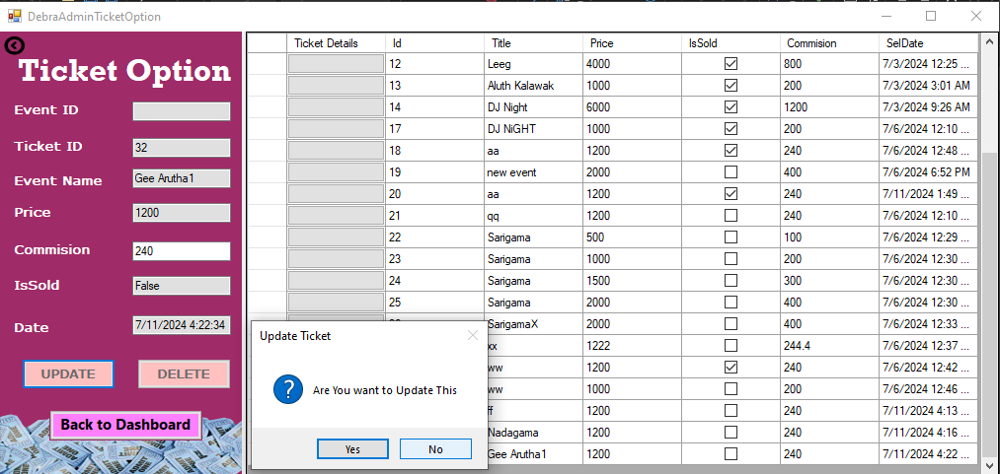 DebraAdminTicketOption
Ticket Option
Event ID
Ticket ID 32
Event Name Gee Arutha1
Price 1200
Commision 240
IsSold False
Date 7/11/2024 4:22:34
UPDATE DELETE
Back to Dashboard
Ticket Details Id Title Price IsSold Commision SelDate
12 Leeg 4000 800 7/3/2024 12:25 ...
13 Aluth Kalawak 1000 200 7/3/2024 3:01 AM
14 DJ Night 6000 1200 7/3/2024 9:26 AM
17 DJ NiGHT 1000 200 7/6/2024 12:10 ...
18 aa 1200 240 7/6/2024 12:48 ...
19 new event 2000 400 7/6/2024 6:52 PM
20 aa 1200 240 7/11/2024 1:49 ...
21 qq 1200 240 7/6/2024 12:10 ...
22 Sarigama 500 100 7/6/2024 12:29 ...
23 Sarigama 1000 200 7/6/2024 12:30 ...
24 Sarigama 1500 300 7/6/2024 12:30 ...
25 Sarigama 2000 400 7/6/2024 12:30 ...
SarigamaX 2000 400 7/6/2024 12:33 ...
xx 1222 244.4 7/6/2024 12:37 ...
ww 1200 240 7/6/2024 12:42 ...
ww 1000 200 7/6/2024 12:46 ...
ff 1200 240 7/11/2024 4:13 ...
Nadagama 1200 240 7/11/2024 4:16 ...
Gee Arutha1 1200 240 7/11/2024 4:22 ...
Update Ticket
Are You want to Update This
Yes No